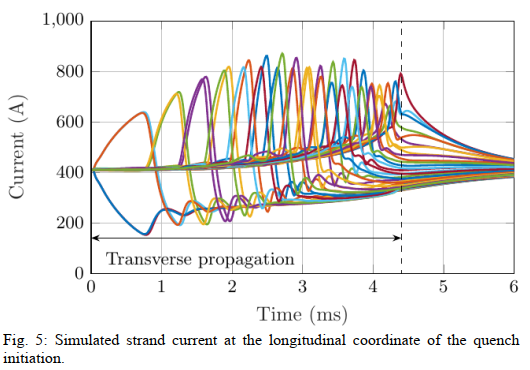 1,000
800
600
400
200
0
Current (A)
Transverse propagation
0 1 2 3 4 5 6
Time (ms)
Fig. 5: Simulated strand current at the longitudinal coordinate of the quench
initiation.